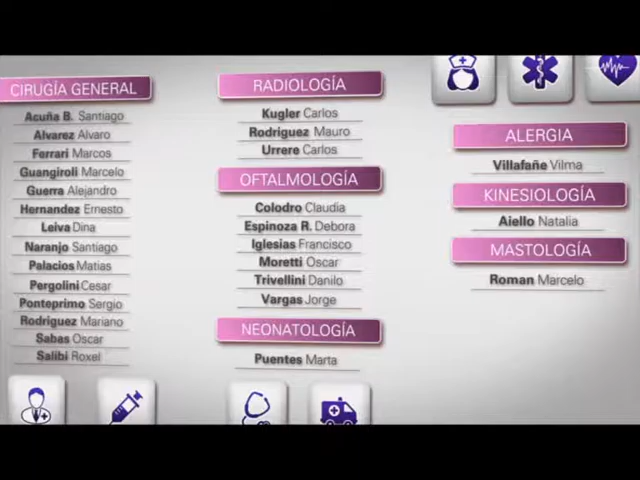 CIRUGÍA GENERAL
Acuña B. Santiago
Alvarez Alvaro
Ferrari Marcos
Guangiroli Marcelo
Guerra Alejandro
Hernandez Ernesto
Leiva Dina
Naranjo Santiago
Palacios Matias
Pergolini Cesar
Ponteprimo Sergio
Rodriguez Mariano
Sabas Oscar
Salibi Roxel
RADIOLOGÍA
Kugler Carlos
Rodriguez Mauro
Urrere Carlos
OFTALMOLOGÍA
Colodro Claudia
Espinoza R. Debora
Iglesias Francisco
Moretti Oscar
Trivellini Danilo
Vargas Jorge
NEONATOLOGÍA
Puentes Marta
ALERGIA
Villafañe Vilma
KINESIOLOGÍA
Aiello Natalia
MASTOLOGÍA
Roman Marcelo